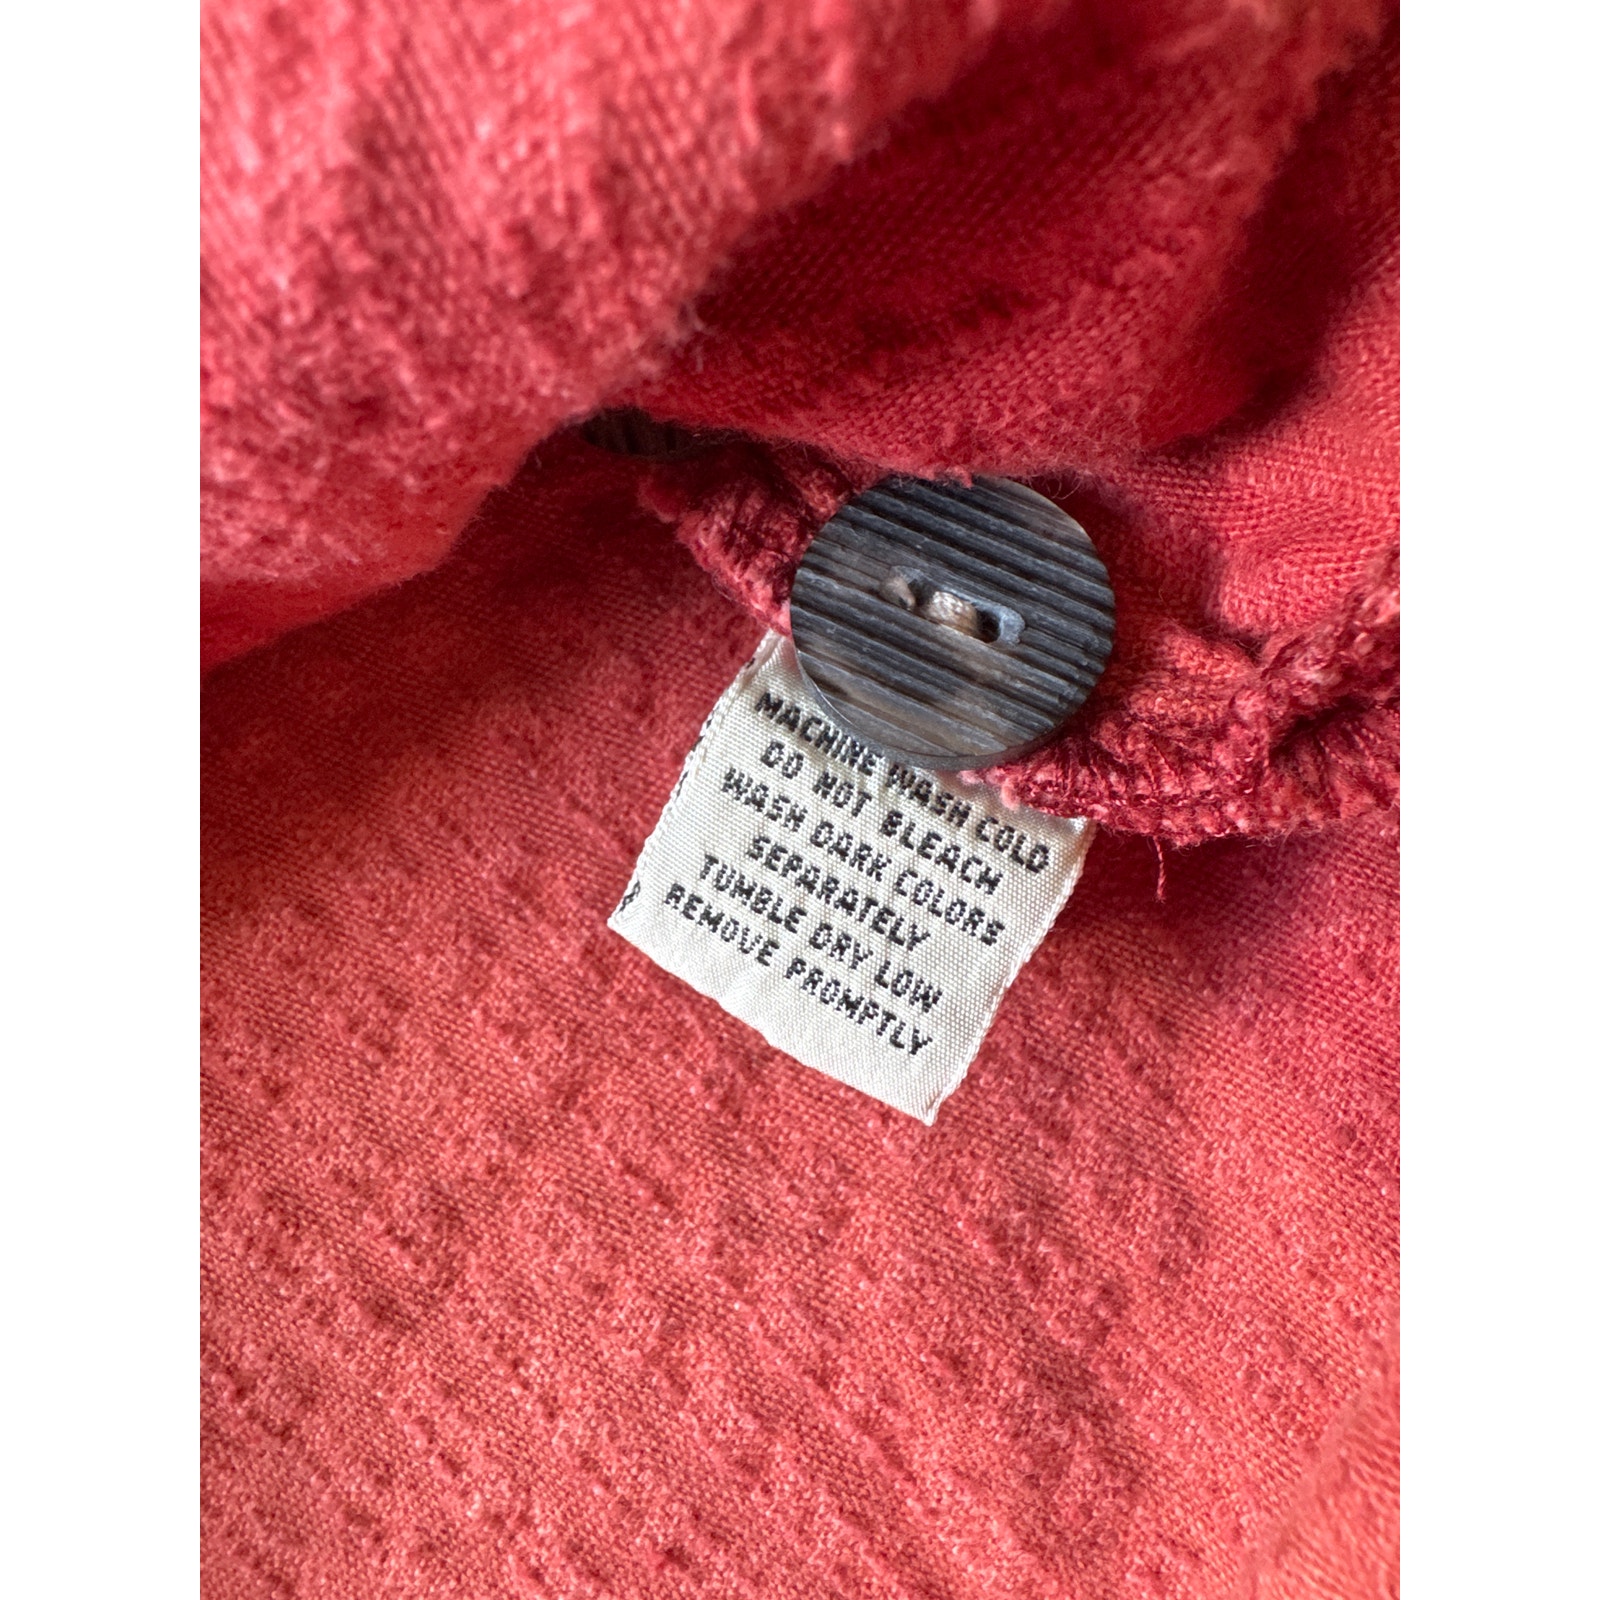 MACHINE WASH COLD
DO NOT BLEACH
WASH DARK COLORS
SEPARATELY
TUMBLE DRY LOW
REMOVE PROMPTLY